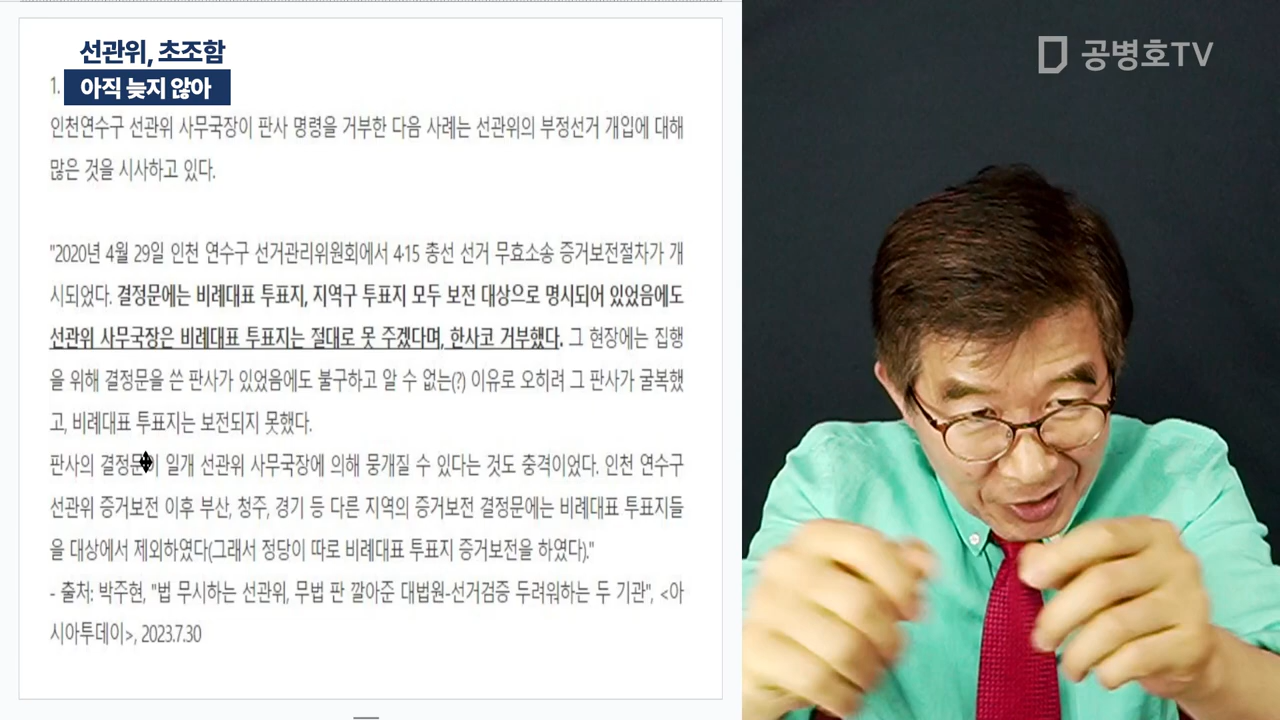 선관위, 초조함
아직 늦지 않아
공병호TV
1.
인천연수구 선관위 사무국장이 판사 명령을 거부한 다음 사례는 선관위의 부정선거 개입에 대해
많은 것을 시사하고 있다.
"2020년 4월 29일 인천 연수구 선거관리위원회에서 4·15 총선 선거 무효소송 증거보전절차가 개
시되었다. 결정문에는 비례대표 투표지, 지역구 투표지 모두 보전 대상으로 명시되어 있었음에도
선관위 사무국장은 비례대표 투표지는 절대로 못 주겠다며, 한사코 거부했다. 그 현장에는 집행
을 위해 결정문을 쓴 판사가 있었음에도 불구하고 알 수 없는(?) 이유로 오히려 그 판사가 굴복했
고, 비례대표 투표지는 보전되지 못했다.
판사의 결정문이 일개 선관위 사무국장에 의해 뭉개질 수 있다는 것도 충격이었다. 인천 연수구
선관위 증거보전 이후 부산, 청주, 경기 등 다른 지역의 증거보전 결정문에는 비례대표 투표지들
을 대상에서 제외하였다(그래서 정당이 따로 비례대표 투표지 증거보전을 하였다)."
- 출처: 박주현, "법 무시하는 선관위, 무법 판 깔아준 대법원-선거검증 두려워하는 두 기관", <아
시아투데이>, 2023.7.30